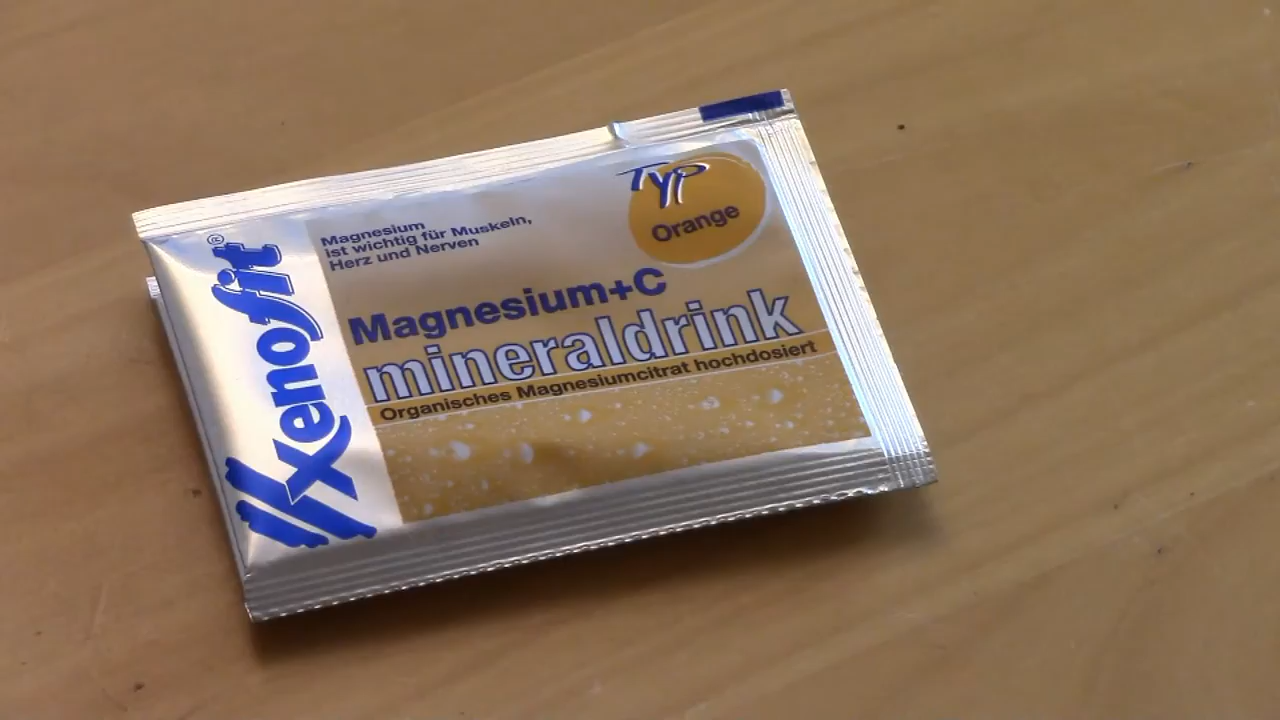 xenofit®
Magnesium
ist wichtig für Muskeln,
Herz und Nerven
Typ
Orange
Magnesium+C
mineraldrink
Organisches Magnesiumcitrat hochdosiert